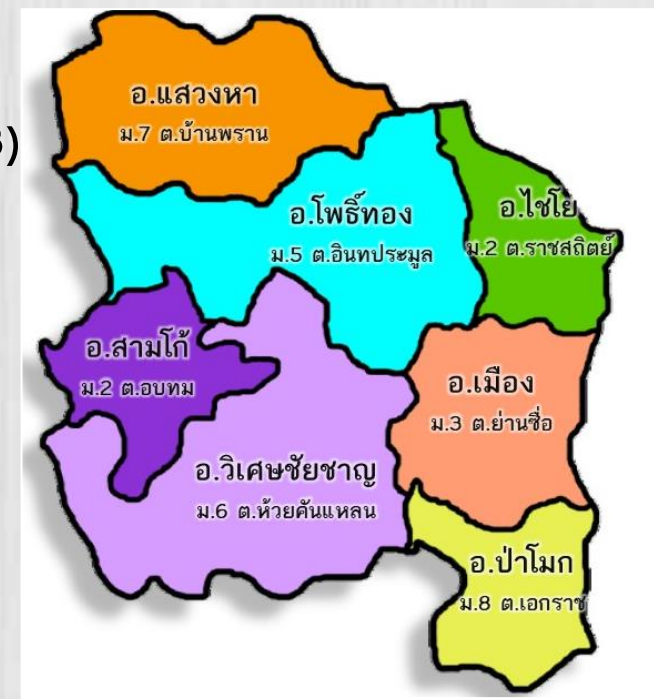 อ.แสวงหา
ม.7 ต.บ้านพราน
)
อ.โพธิ์ทอง
ม.5 ต.อินทประมูล
อ.ไชโย
ม.2 ต.ราชสถิตย์
อ.สามโก้
ม.2 ต.อบทม
อ.เมือง
ม.3 ต.ย่านซื่อ
อ.วิเศษชัยชาญ
ม.6 ต.ห้วยคันแหลน
อ.ป่าโมก
ม.8 ต.เอกราช